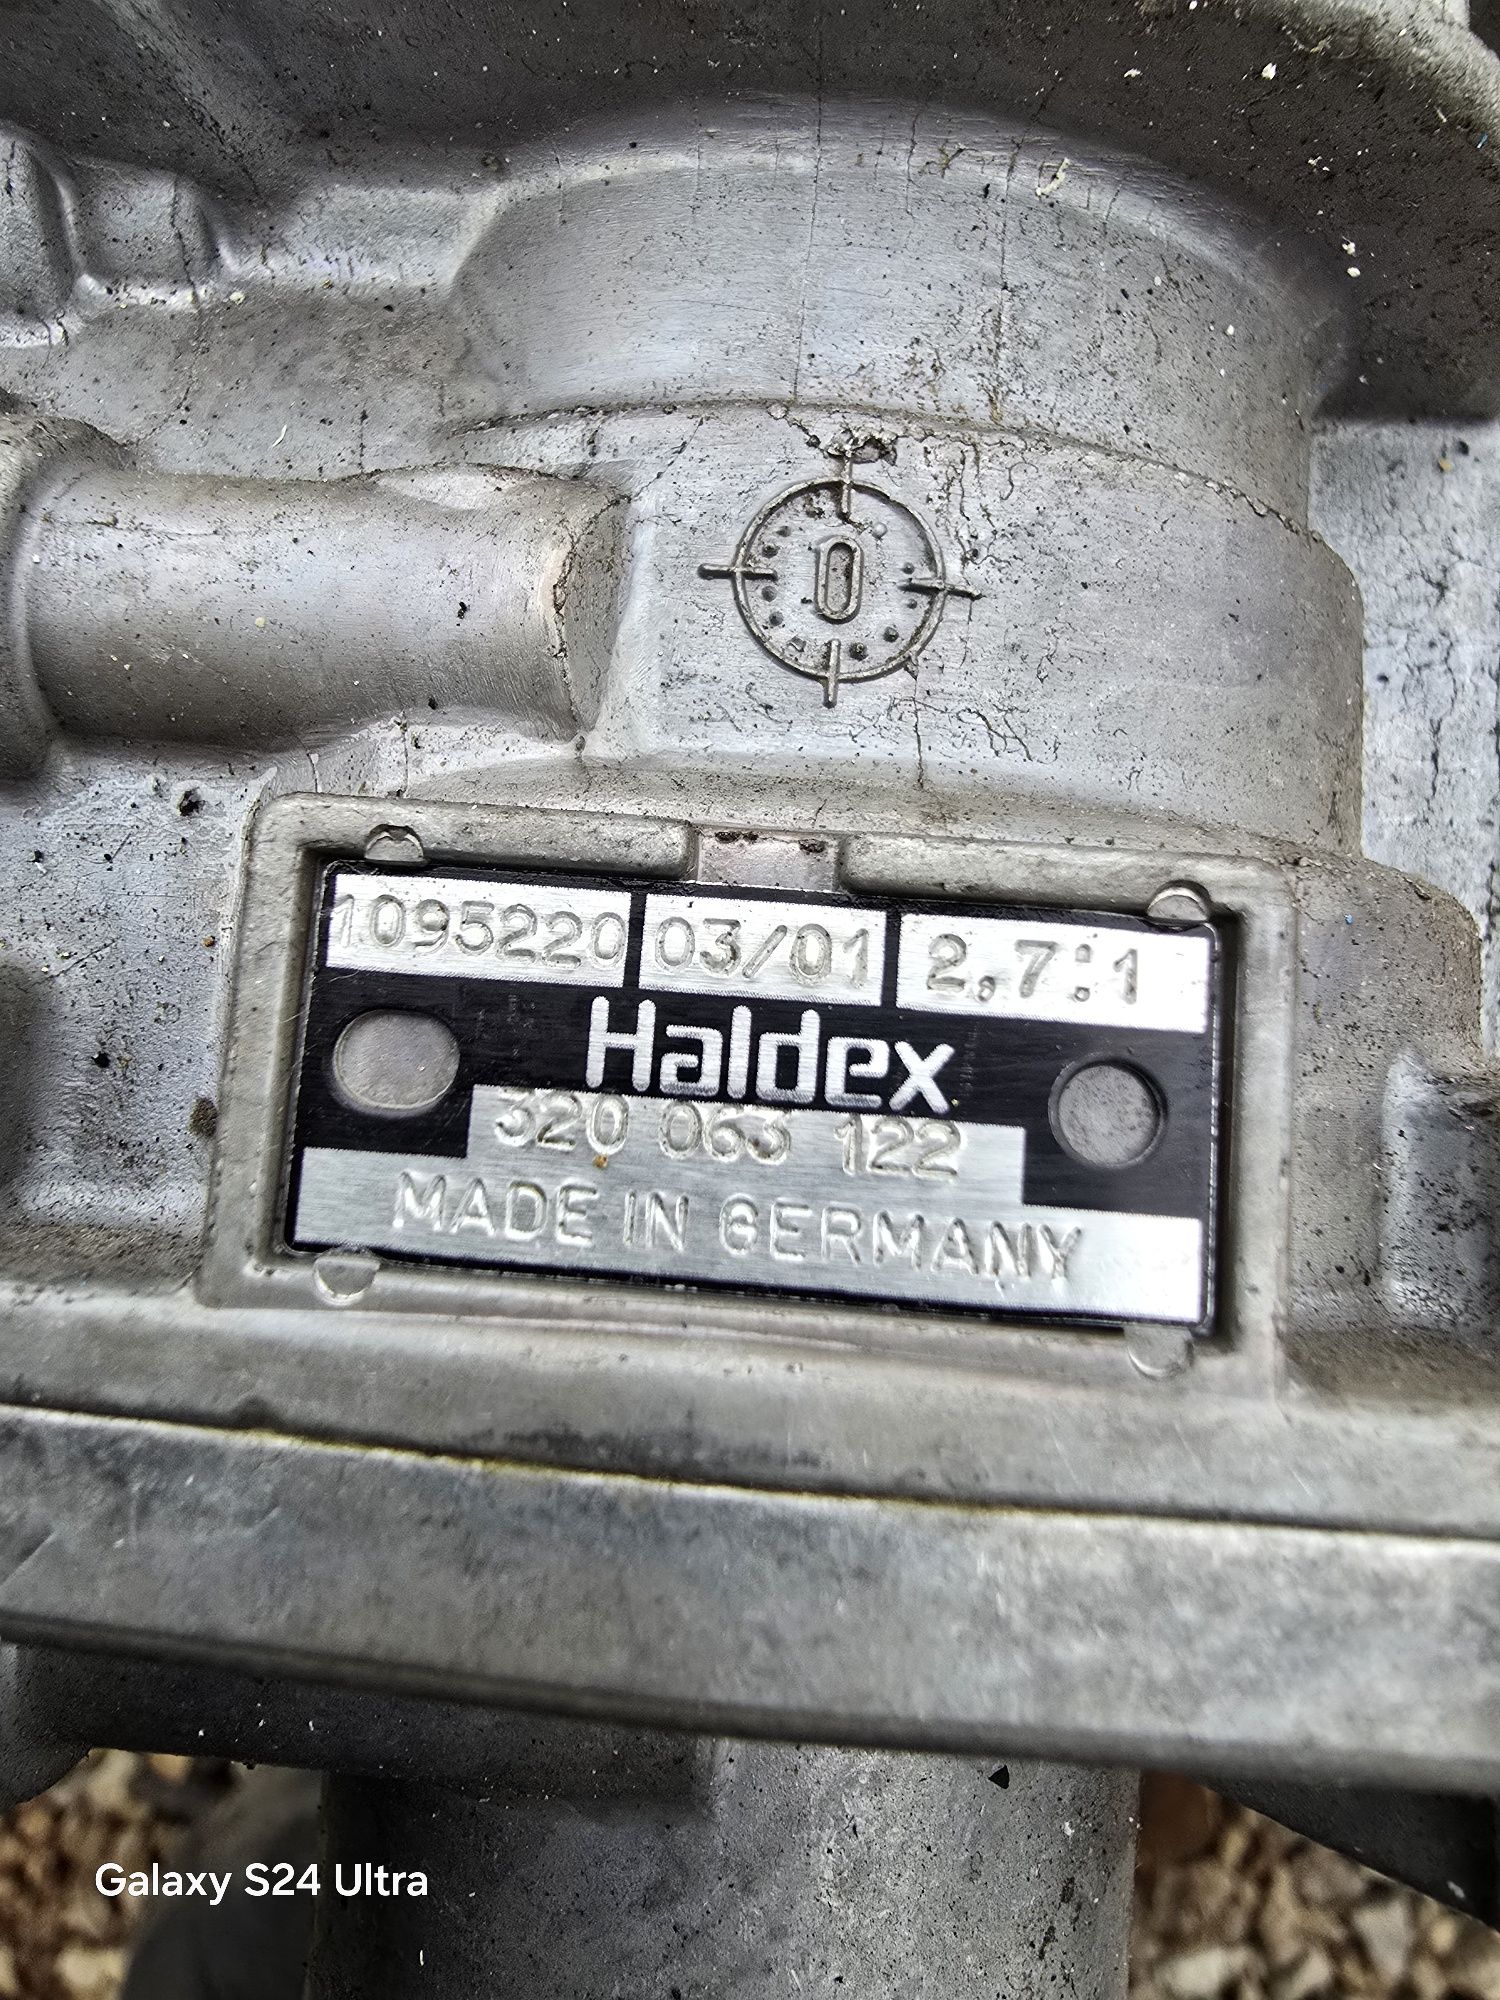 0
1095220 03/01 2,7:1
Haldex
320 063 122
MADE IN GERMANY
Galaxy S24 Ultra